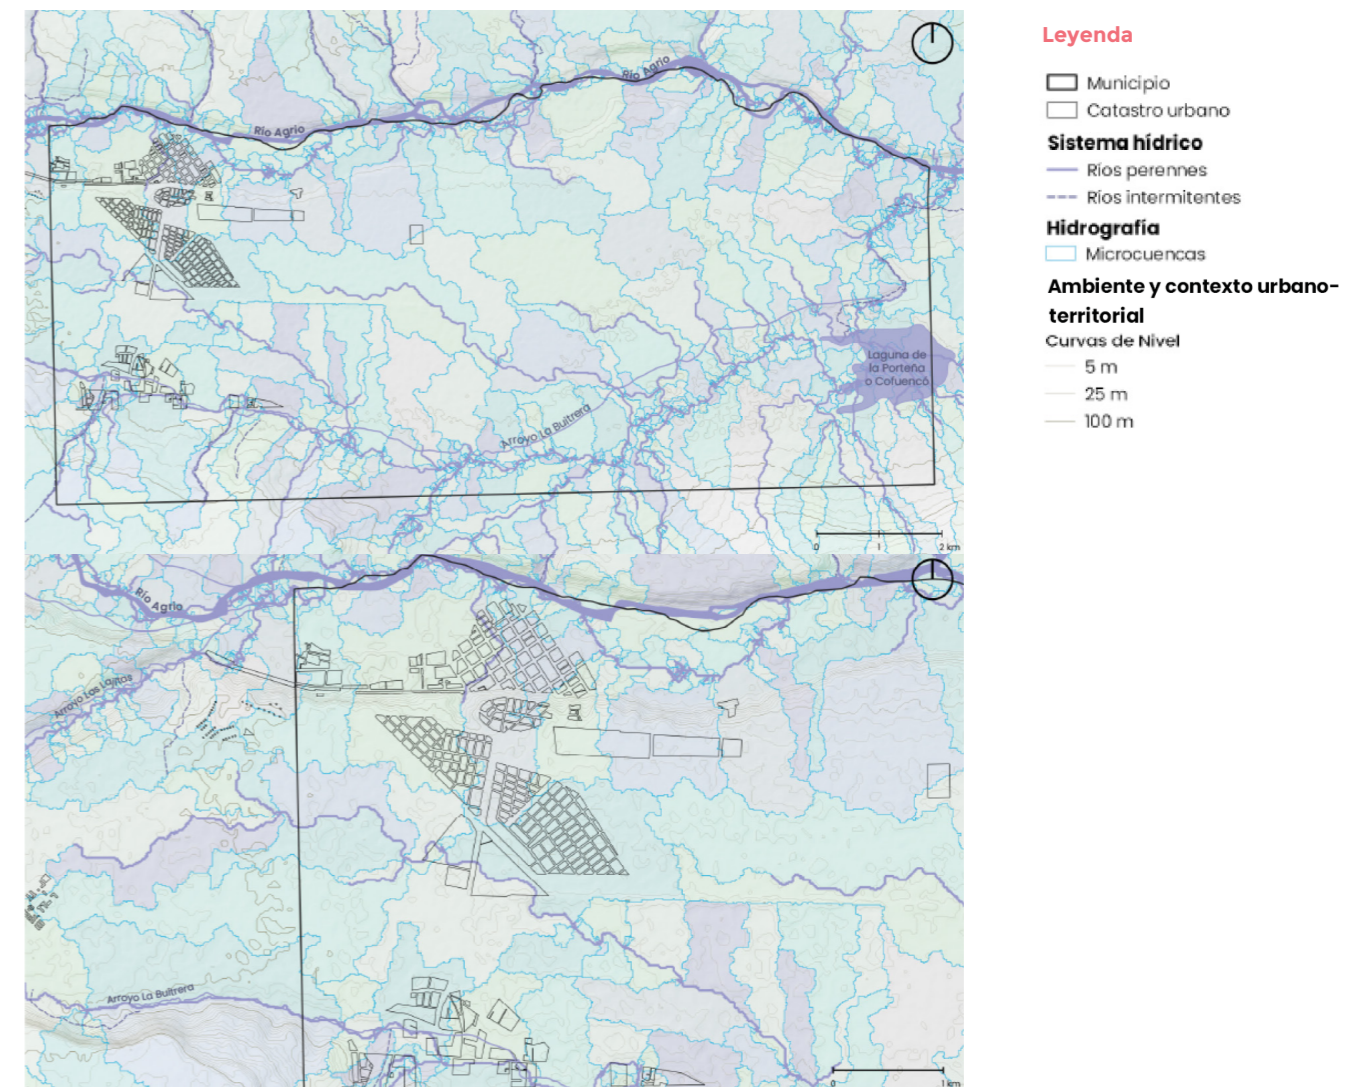 Río Agrio
Río Agrio
Laguna de
la Porteña
o Cofuencó
Arroyo La Buitrera
0 1 2 km
Río Agrio
Arroyo Las Lajitas
Arroyo La Buitrera
0 1 km
Leyenda
Municipio
Catastro urbano
Sistema hídrico
Ríos perennes
Ríos intermitentes
Hidrografía
Microcuencas
Ambiente y contexto urbano-
territorial
Curvas de Nivel
5 m
25 m
100 m